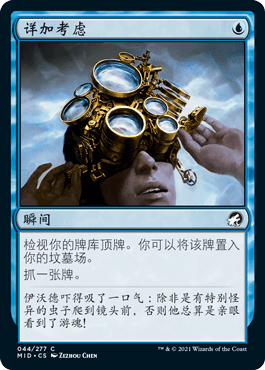 详加考虑
瞬间
检视你的牌库顶牌。你可以将该牌置入
你的坟墓场。
抓一张牌。
伊沃德吓得吸了一口气：除非是有特别怪
异的虫子爬到镜头前，否则他总算是亲眼
看到了游魂！
044/277 C
MID • CS Zezhou Chen
™ & © 2021 Wizards of the Coast